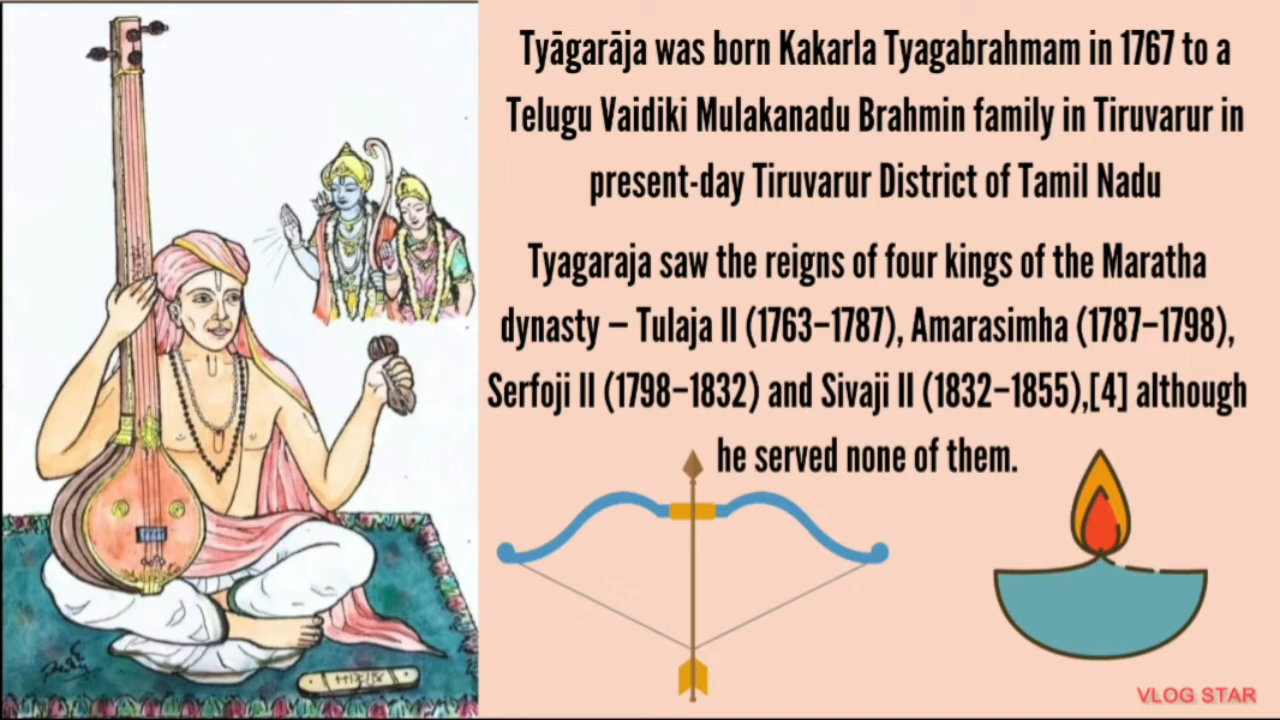 Tyāgarāja was born Kakarla Tyagabrahmam in 1767 to a
Telugu Vaidiki Mulakanadu Brahmin family in Tiruvarur in
present-day Tiruvarur District of Tamil Nadu
Tyagaraja saw the reigns of four kings of the Maratha
dynasty – Tulaja II (1763–1787), Amarasimha (1787–1798),
Serfoji II (1798–1832) and Sivaji II (1832–1855),[4] although
he served none of them.
VLOG STAR